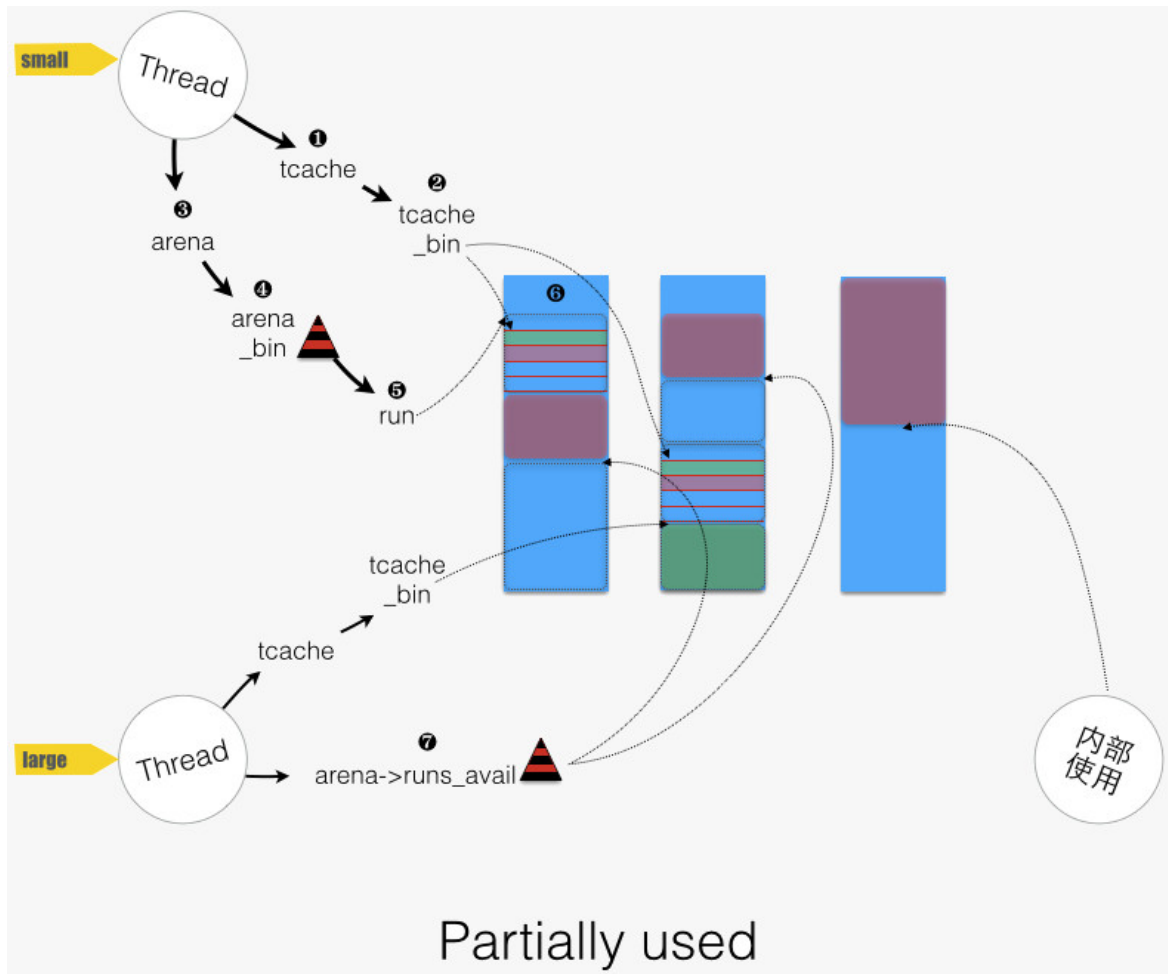 small
Thread
❶
tcache
❷
tcache
_bin
❸
arena
❹
arena
_bin
❺
run
❻
tcache
_bin
tcache
large
Thread
❼
arena->runs_avail
内部
使用
Partially used